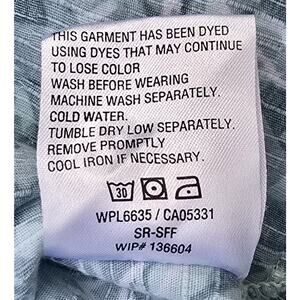 THIS GARMENT HAS BEEN DYED
USING DYES THAT MAY CONTINUE
TO LOSE COLOR
WASH BEFORE WEARING
MACHINE WASH SEPARATELY.
COLD WATER.
TUMBLE DRY LOW SEPARATELY.
REMOVE PROMPTLY
COOL IRON IF NECESSARY.
30
WPL6635 / CA05331
SR-SFF
WIP# 136604